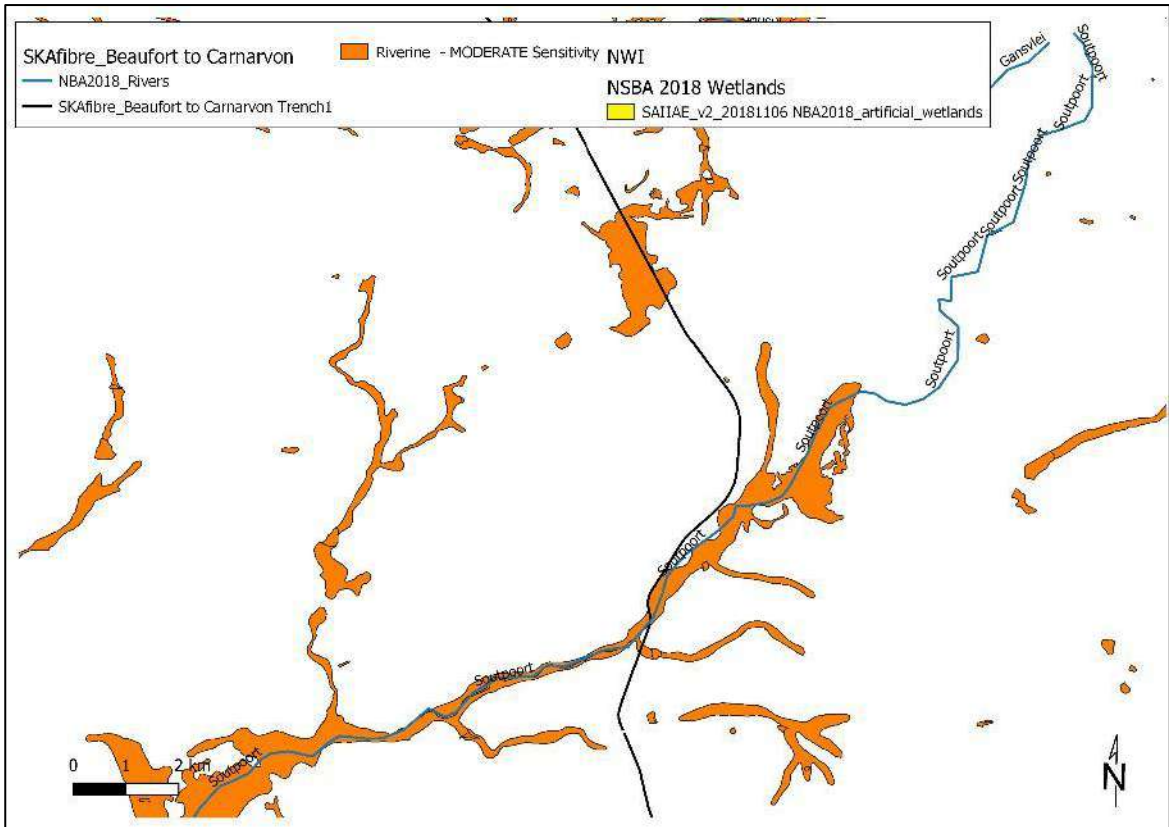 SKAfibre_Beaufort to Carnarvon
NBA2018_Rivers
SKAfibre_Beaufort to Carnarvon Trench1
Riverine - MODERATE Sensitivity
NWI
NSBA 2018 Wetlands
SAIIAE_v2_20181106 NBA2018_artificial_wetlands
Gansvlei
Soutpoort
Soutpoort
Soutpoort
Soutpoort
Soutpoort
Soutpoort
Soutpoort
Soutpoort
Soutpoort
Soutpoort
0 1 2 km
N